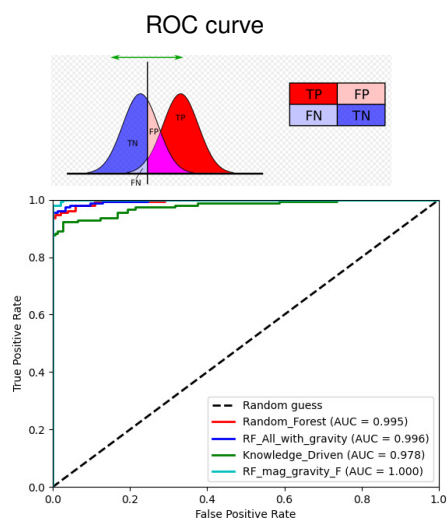 ROC curve
TN
FP
TP
FN
TP FP
FN TN
1.0
0.8
0.6
0.4
0.2
0.0
True Positive Rate
Random guess
Random_Forest (AUC = 0.995)
RF_All_with_gravity (AUC = 0.996)
Knowledge_Driven (AUC = 0.978)
RF_mag_gravity_F (AUC = 1.000)
0.0 0.2 0.4 0.6 0.8 1.0
False Positive Rate